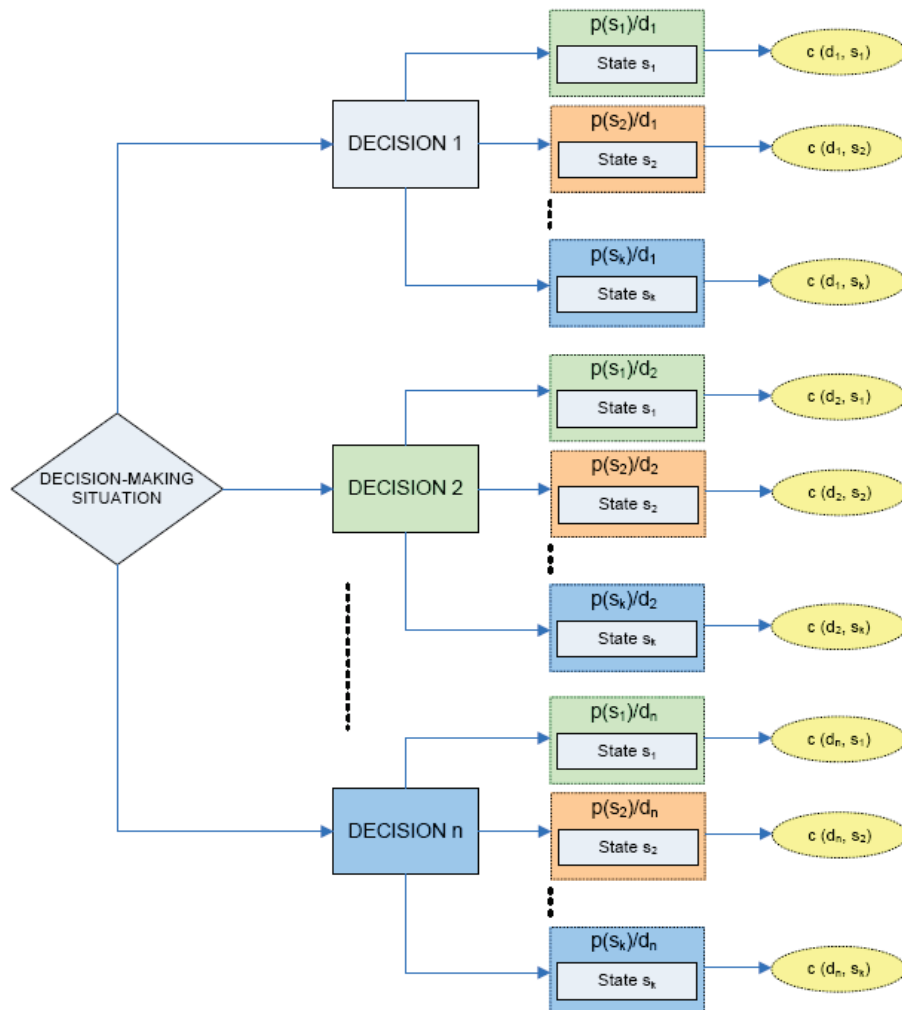 p(s₁)/d₁
State s₁
c (d₁, s₁)
DECISION 1
p(s₂)/d₁
State s₂
c (d₁, s₂)
p(sₖ)/d₁
State sₖ
c (d₁, sₖ)
p(s₁)/d₂
State s₁
c (d₂, s₁)
DECISION-MAKING
SITUATION
DECISION 2
p(s₂)/d₂
State s₂
c (d₂, s₂)
p(sₖ)/d₂
State sₖ
c (d₂, sₖ)
p(s₁)/dₙ
State s₁
c (dₙ, s₁)
DECISION n
p(s₂)/dₙ
State s₂
c (dₙ, s₂)
p(sₖ)/dₙ
State sₖ
c (dₙ, sₖ)